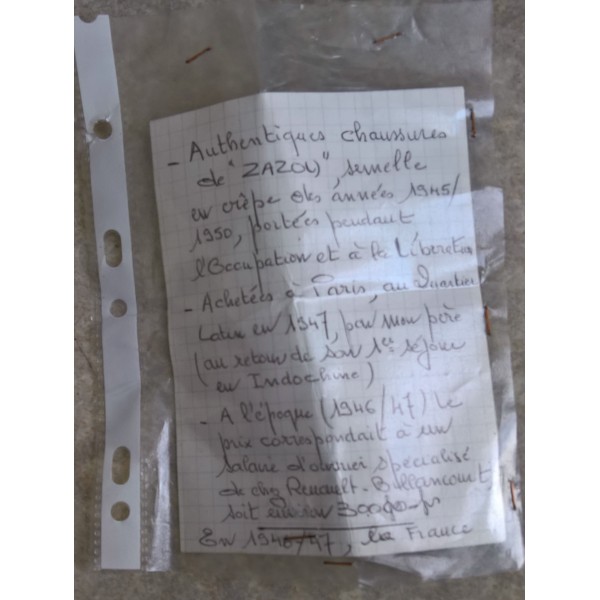 - Authentiques chaussures
de "ZAZOU", semelle
en crêpe des années 1945/
1950, portées pendant
l'Occupation et à la Libération
- Achetées à Paris, au Quartier
Latin en 1947, par mon père
(au retour de son 1er séjour
en Indochine)
- A l'époque (1946/47) le
prix correspondait à un
salaire d'ouvrier spécialisé
de chez Renault-Billancourt,
soit environ
En 1946/47, la France